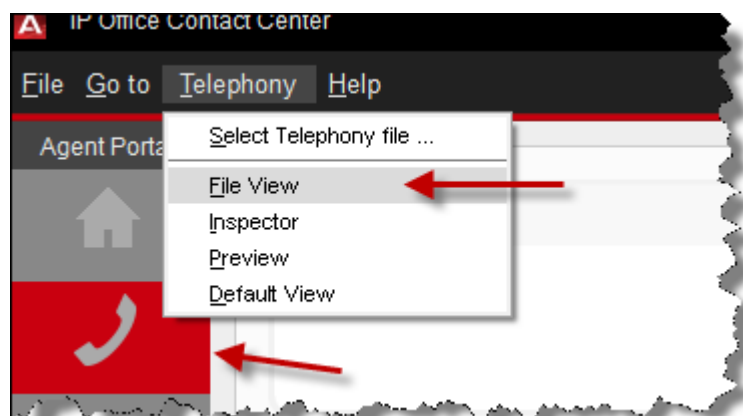 IP Office Contact Center
File Go to Telephony Help
Agent Porta
Select Telephony file ...
File View
Inspector
Preview
Default View